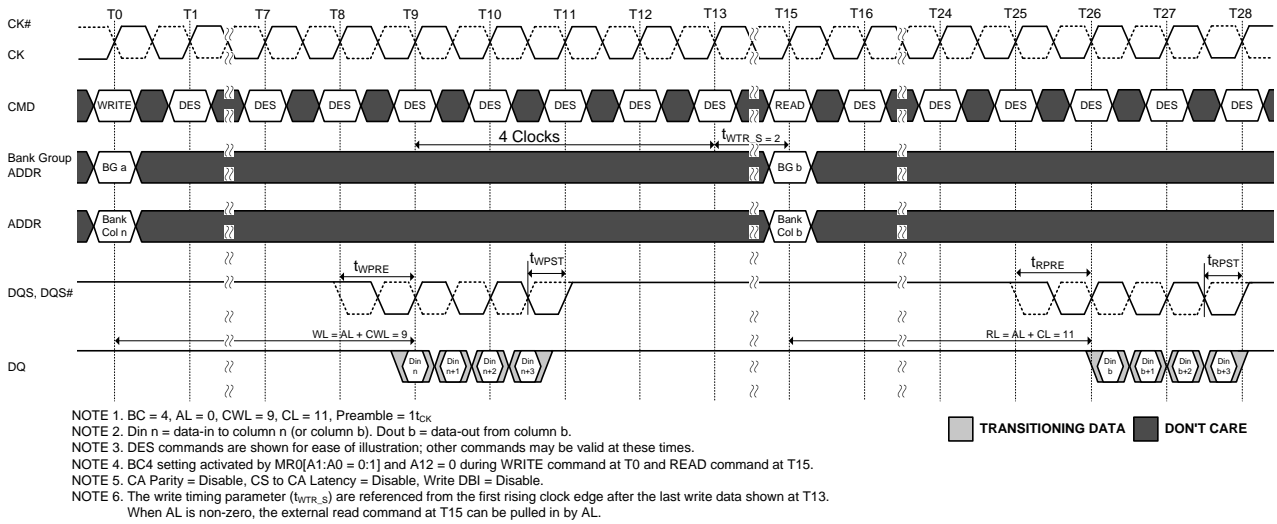 T0 T1 T7 T8 T9 T10 T11 T12 T13 T15 T16 T24 T25 T26 T27 T28
CK#
CK
CMD WRITE DES DES DES DES DES DES DES DES READ DES DES DES DES DES DES
4 Clocks tWTR_S = 2
Bank Group
ADDR
BG a BG b
ADDR
Bank
Col n
Bank
Col b
tWPRE tWPST tRPRE tRPST
DQS, DQS#
WL = AL + CWL = 9 RL = AL + CL = 11
DQ
Din
n
Din
n+1
Din
n+2
Din
n+3
Din
b
Din
b+1
Din
b+2
Din
b+3
NOTE 1. BC = 4, AL = 0, CWL = 9, CL = 11, Preamble = 1tCK
NOTE 2. Din n = data-in to column n (or column b). Dout b = data-out from column b.
NOTE 3. DES commands are shown for ease of illustration; other commands may be valid at these times.
NOTE 4. BC4 setting activated by MR0[A1:A0 = 0:1] and A12 = 0 during WRITE command at T0 and READ command at T15.
NOTE 5. CA Parity = Disable, CS to CA Latency = Disable, Write DBI = Disable.
NOTE 6. The write timing parameter (tWTR_S) are referenced from the first rising clock edge after the last write data shown at T13.
When AL is non-zero, the external read command at T15 can be pulled in by AL.
TRANSITIONING DATA DON'T CARE